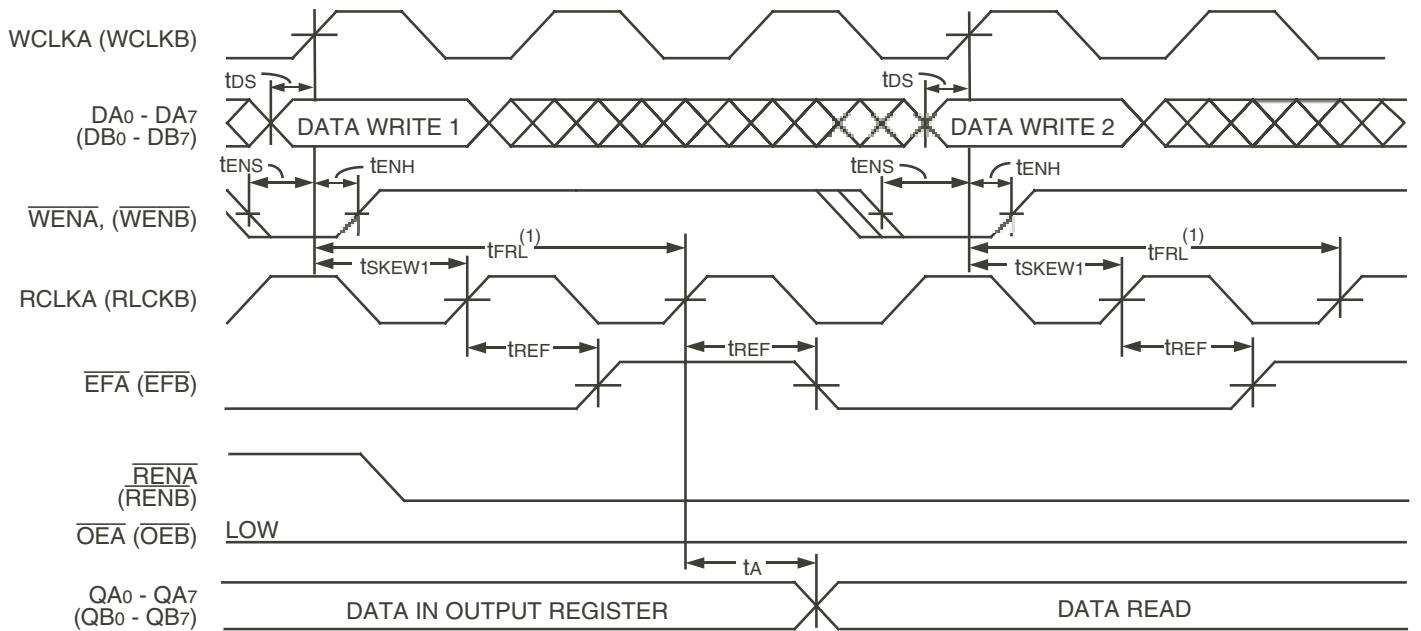 WCLKA (WCLKB)
tDS
tDS
DA0 - DA7
(DB0 - DB7)
DATA WRITE 1
DATA WRITE 2
tENS
tENH
tENS
tENH
WENA, (WENB)
tFRL(1)
tFRL(1)
tSKEW1
tSKEW1
RCLKA (RLCKB)
tREF
tREF
tREF
EFA (EFB)
RENA
(RENB)
OEA (OEB)
LOW
tA
QA0 - QA7
(QB0 - QB7)
DATA IN OUTPUT REGISTER
DATA READ